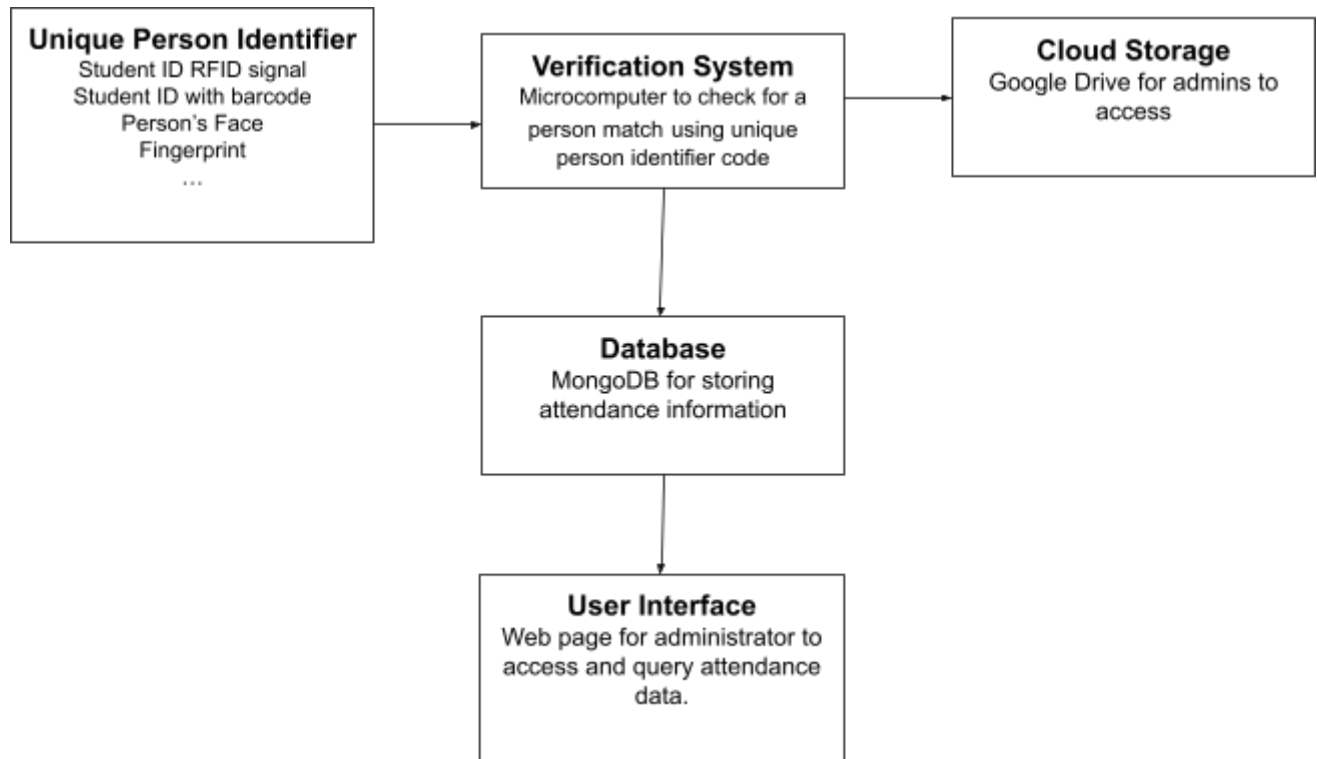 Unique Person Identifier
Student ID RFID signal
Student ID with barcode
Person's Face
Fingerprint
...
Verification System
Microcomputer to check for a
person match using unique
person identifier code
Cloud Storage
Google Drive for admins to
access
Database
MongoDB for storing
attendance information
User Interface
Web page for administrator to
access and query attendance
data.